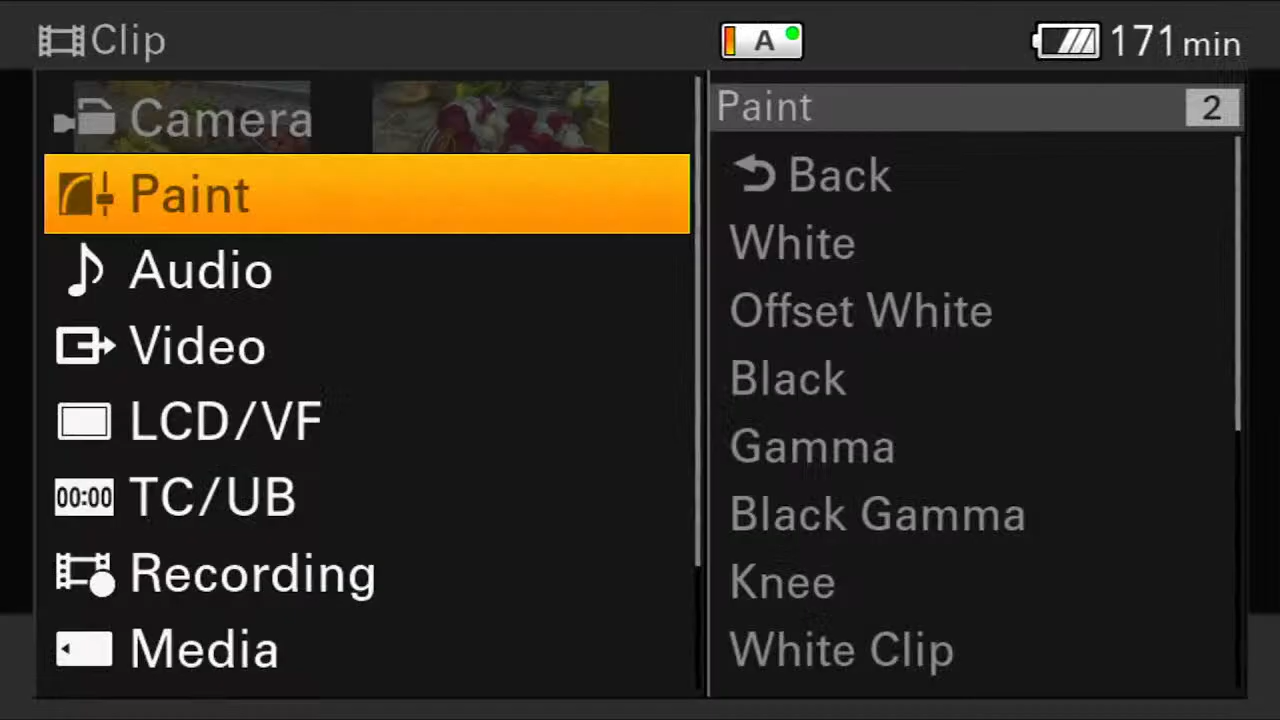 Clip
A
171 min
Camera
Paint
Audio
Video
LCD/VF
00:00 TC/UB
Recording
Media
Paint 2
Back
White
Offset White
Black
Gamma
Black Gamma
Knee
White Clip